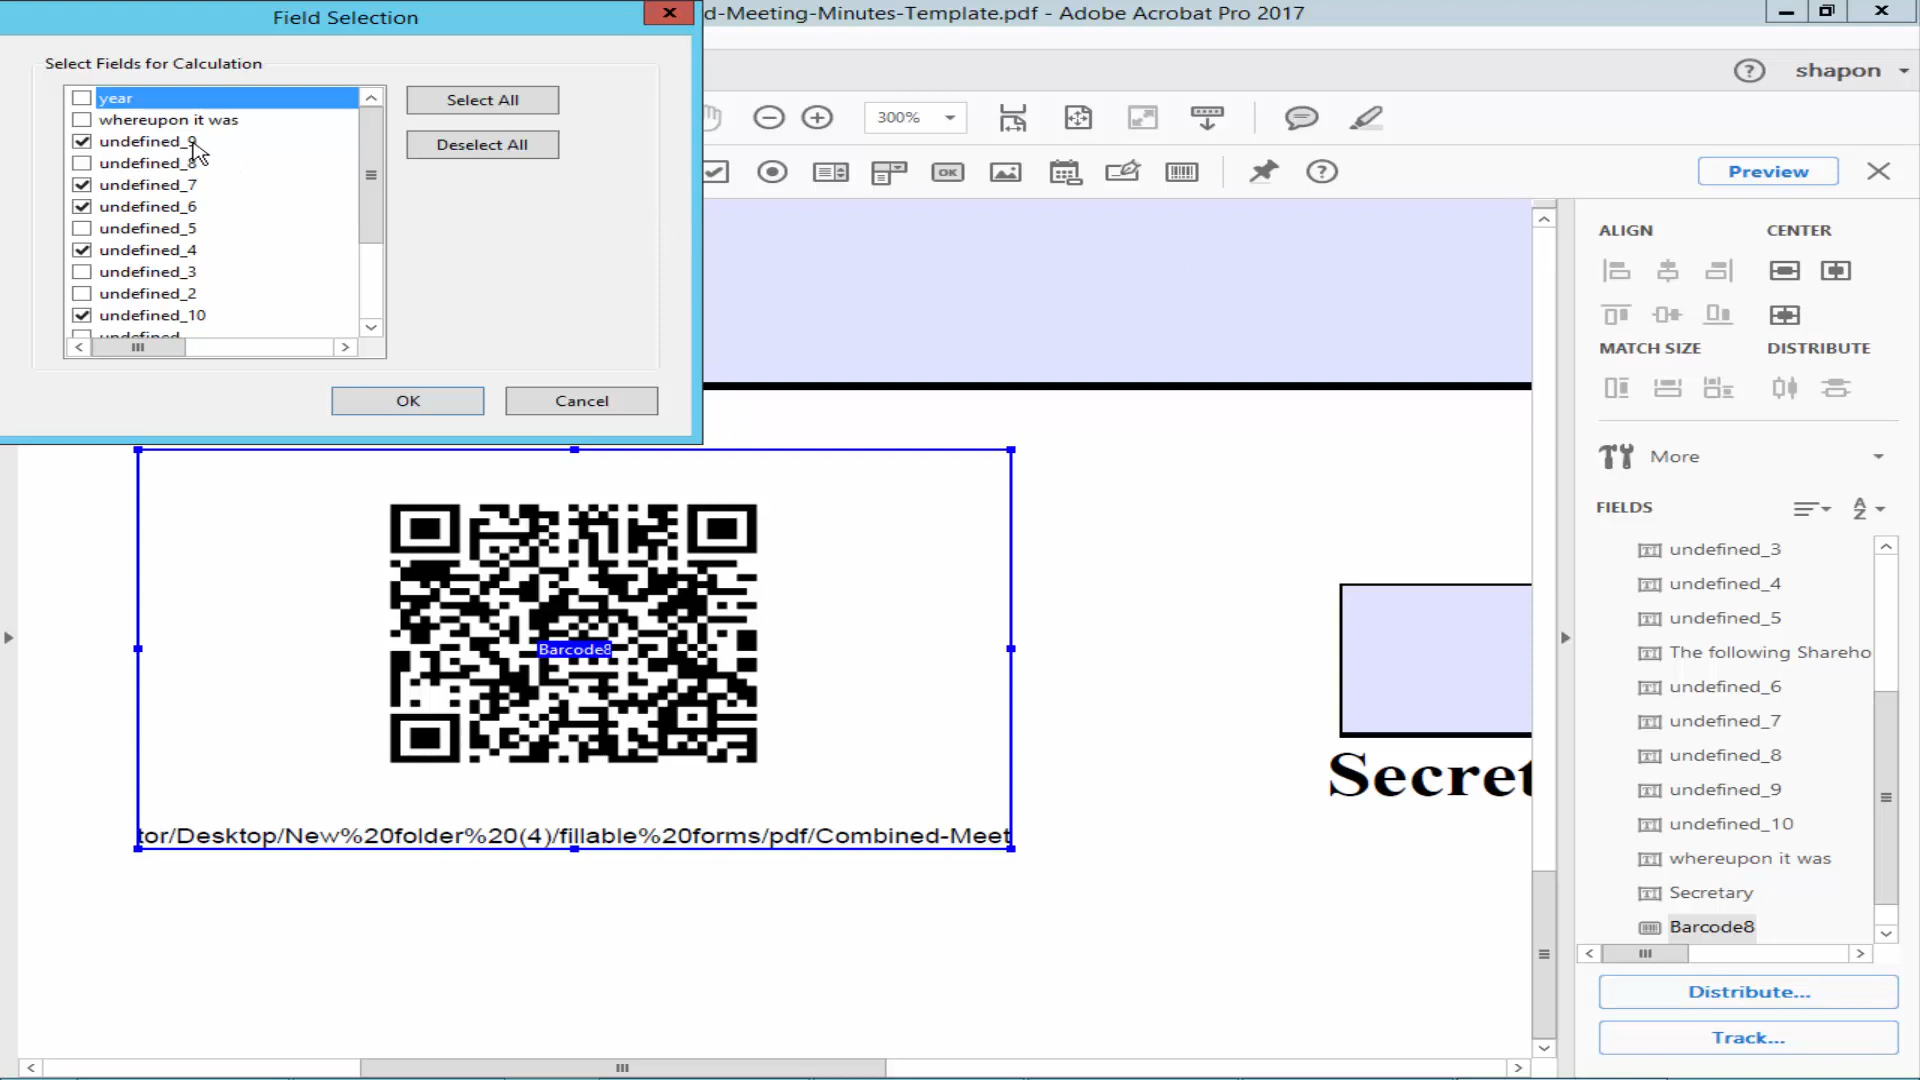 Field Selection
d-Meeting-Minutes-Template.pdf - Adobe Acrobat Pro 2017
Select Fields for Calculation
year
whereupon it was
undefined_9
undefined_8
undefined_7
undefined_6
undefined_5
undefined_4
undefined_3
undefined_2
undefined_10
undefined
Select All
Deselect All
OK
Cancel
shapon
300%
OK
Preview
ALIGN
CENTER
MATCH SIZE
DISTRIBUTE
More
FIELDS
undefined_3
undefined_4
undefined_5
The following Shareho
undefined_6
undefined_7
undefined_8
undefined_9
undefined_10
whereupon it was
Secretary
Barcode8
Distribute...
Track...
Barcode8
tor/Desktop/New%20folder%20(4)/fillable%20forms/pdf/Combined-Meet
Secret